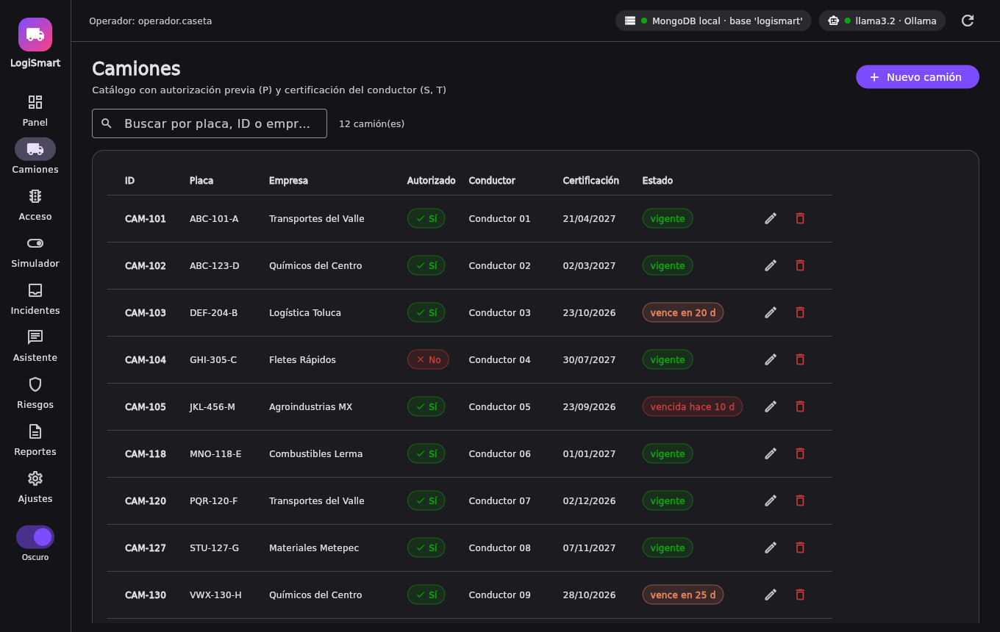 Operador: operador.caseta
MongoDB local · base 'logismart'
llama3.2 · Ollama
LogiSmart
Panel
Camiones
Acceso
Simulador
Incidentes
Asistente
Riesgos
Reportes
Ajustes
Oscuro
Camiones
Catálogo con autorización previa (P) y certificación del conductor (S, T)
+ Nuevo camión
Buscar por placa, ID o empr...
12 camión(es)
ID Placa Empresa Autorizado Conductor Certificación Estado
CAM-101 ABC-101-A Transportes del Valle Sí Conductor 01 21/04/2027 vigente
CAM-102 ABC-123-D Químicos del Centro Sí Conductor 02 02/03/2027 vigente
CAM-103 DEF-204-B Logística Toluca Sí Conductor 03 23/10/2026 vence en 20 d
CAM-104 GHI-305-C Fletes Rápidos No Conductor 04 30/07/2027 vigente
CAM-105 JKL-456-M Agroindustrias MX Sí Conductor 05 23/09/2026 vencida hace 10 d
CAM-118 MNO-118-E Combustibles Lerma Sí Conductor 06 01/01/2027 vigente
CAM-120 PQR-120-F Transportes del Valle Sí Conductor 07 02/12/2026 vigente
CAM-127 STU-127-G Materiales Metepec Sí Conductor 08 07/11/2027 vigente
CAM-130 VWX-130-H Químicos del Centro Sí Conductor 09 28/10/2026 vence en 25 d